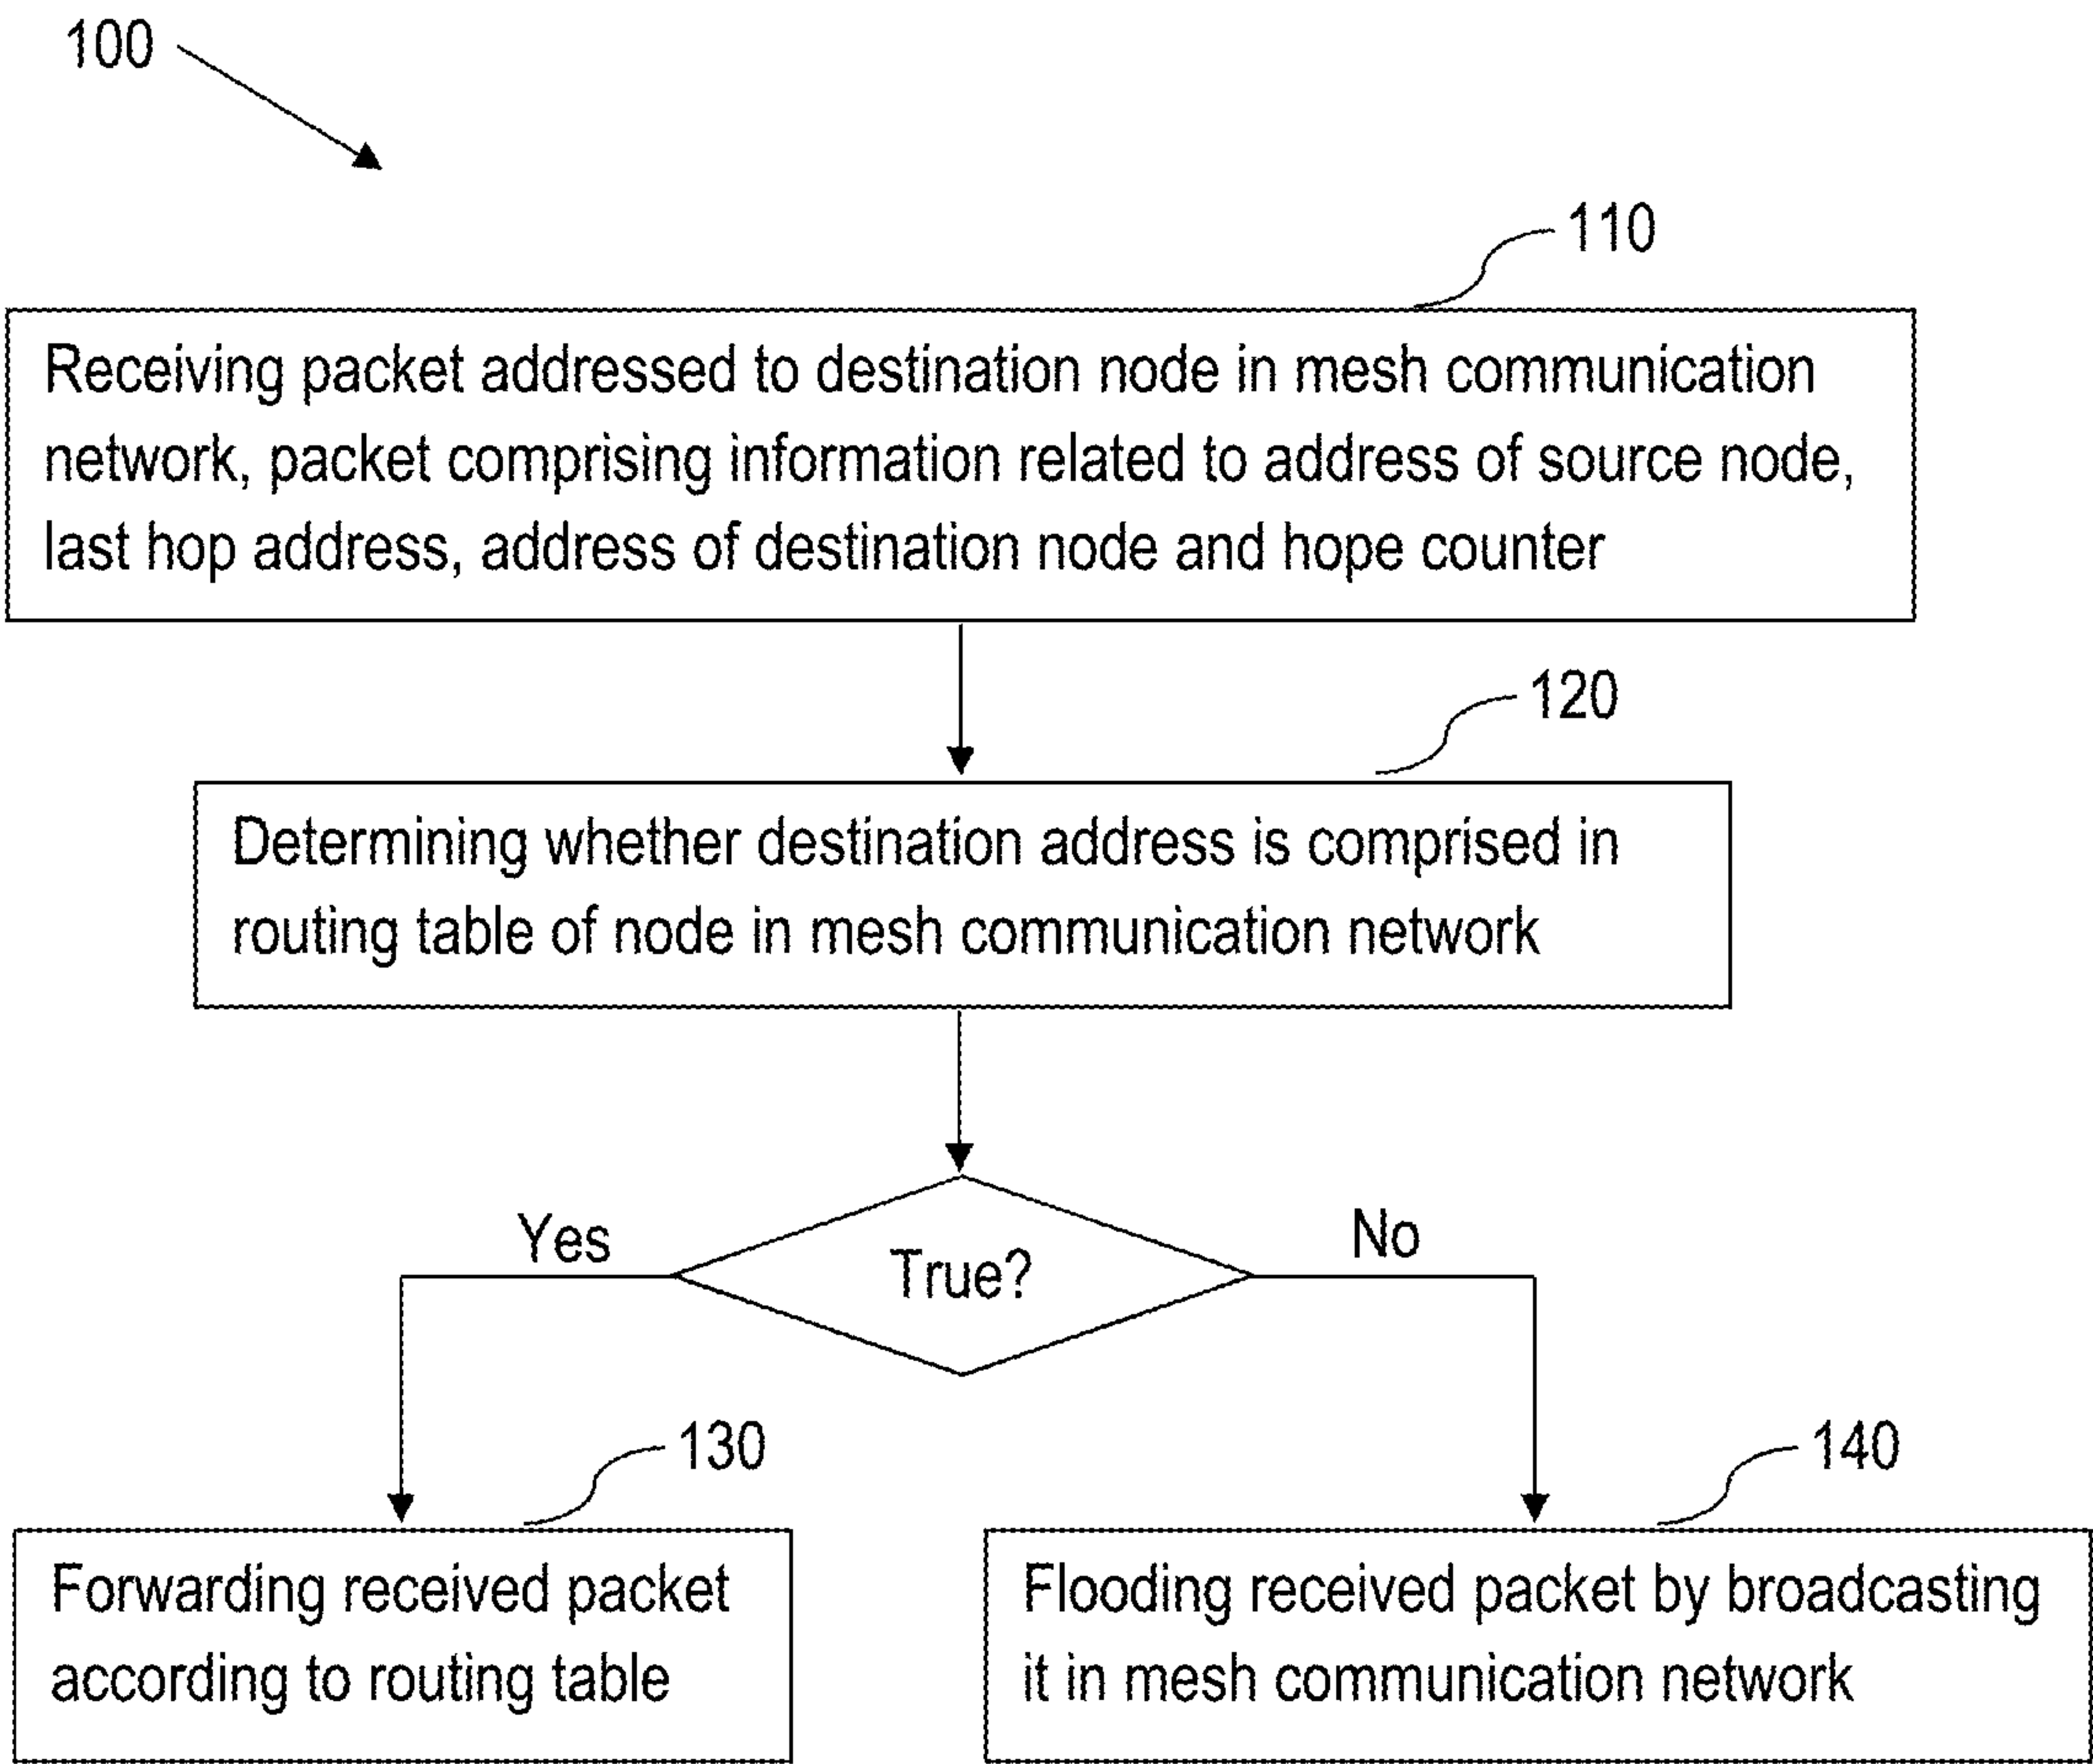 100
110
Receiving packet addressed to destination node in mesh communication
network, packet comprising information related to address of source node,
last hop address, address of destination node and hope counter
120
Determining whether destination address is comprised in
routing table of node in mesh communication network
Yes
True?
No
130
140
Forwarding received packet
according to routing table
Flooding received packet by broadcasting
it in mesh communication network